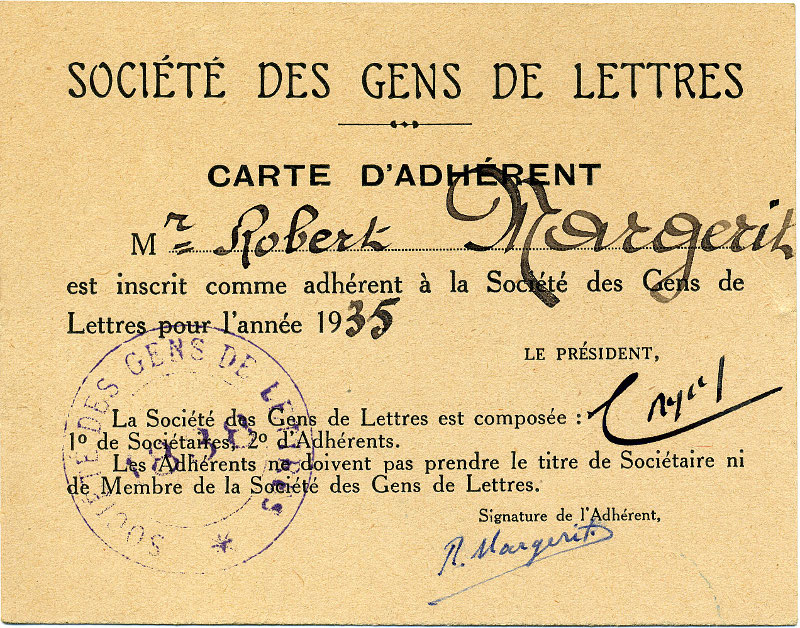 SOCIÉTÉ DES GENS DE LETTRES
CARTE D'ADHÉRENT
Mr Robert Margerit
est inscrit comme adhérent à la Société des Gens de
Lettres pour l'année 1935
LE PRÉSIDENT,
La Société des Gens de Lettres est composée :
1º de Sociétaires, 2º d'Adhérents.
Les Adhérents ne doivent pas prendre le titre de Sociétaire ni
de Membre de la Société des Gens de Lettres.
Signature de l'Adhérent,
R. Margerit.
SOCIÉTÉ DES GENS DE LETTRES